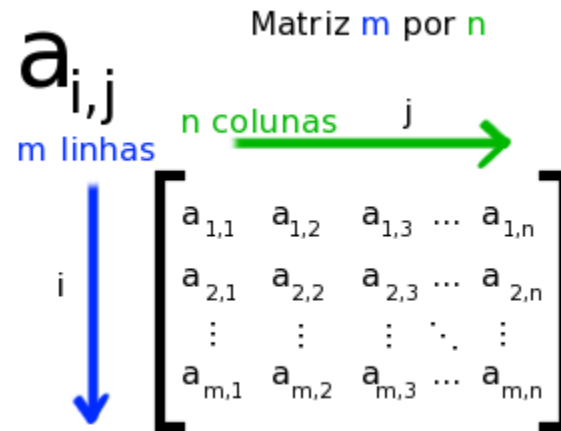 a i,j
Matriz m por n
n colunas
j
m linhas
i
a 1,1 a 1,2 a 1,3 ... a 1,n
a 2,1 a 2,2 a 2,3 ... a 2,n
⋮ ⋮ ⋮ ⋱ ⋮
a m,1 a m,2 a m,3 ... a m,n